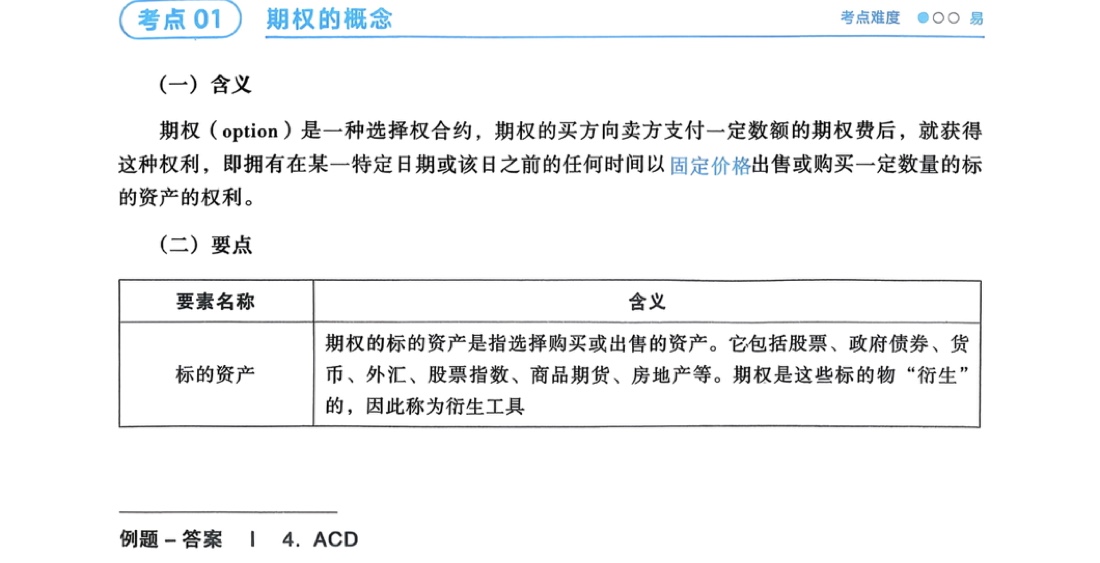 考点 01 期权的概念 考点难度 ●○○ 易
（一）含义
期权（option）是一种选择权合约，期权的买方向卖方支付一定数额的期权费后，就获得
这种权利，即拥有在某一特定日期或该日之前的任何时间以固定价格出售或购买一定数量的标
的资产的权利。
（二）要点
要素名称 含义
期权的标的资产是指选择购买或出售的资产。它包括股票、政府债券、货
标的资产 币、外汇、股票指数、商品期货、房地产等。期权是这些标的物“衍生”
的，因此称为衍生工具
例题－答案 | 4. ACD